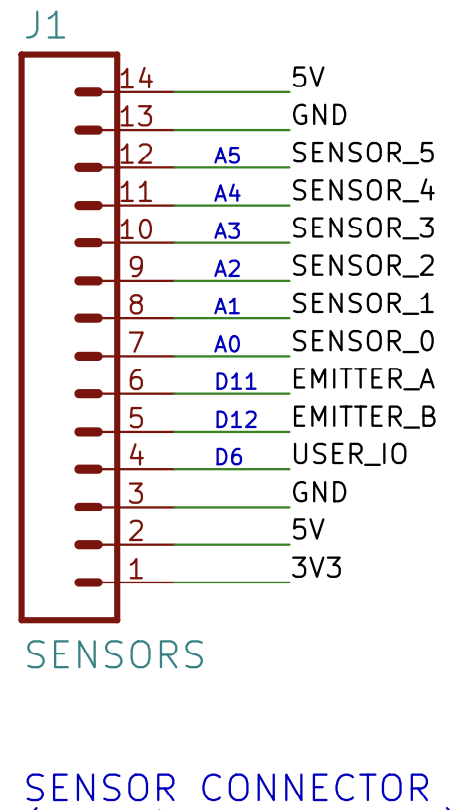 J1
14 5V
13 GND
12 A5 SENSOR_5
11 A4 SENSOR_4
10 A3 SENSOR_3
9 A2 SENSOR_2
8 A1 SENSOR_1
7 A0 SENSOR_0
6 D11 EMITTER_A
5 D12 EMITTER_B
4 D6 USER_IO
3 GND
2 5V
1 3V3
SENSORS
SENSOR CONNECTOR